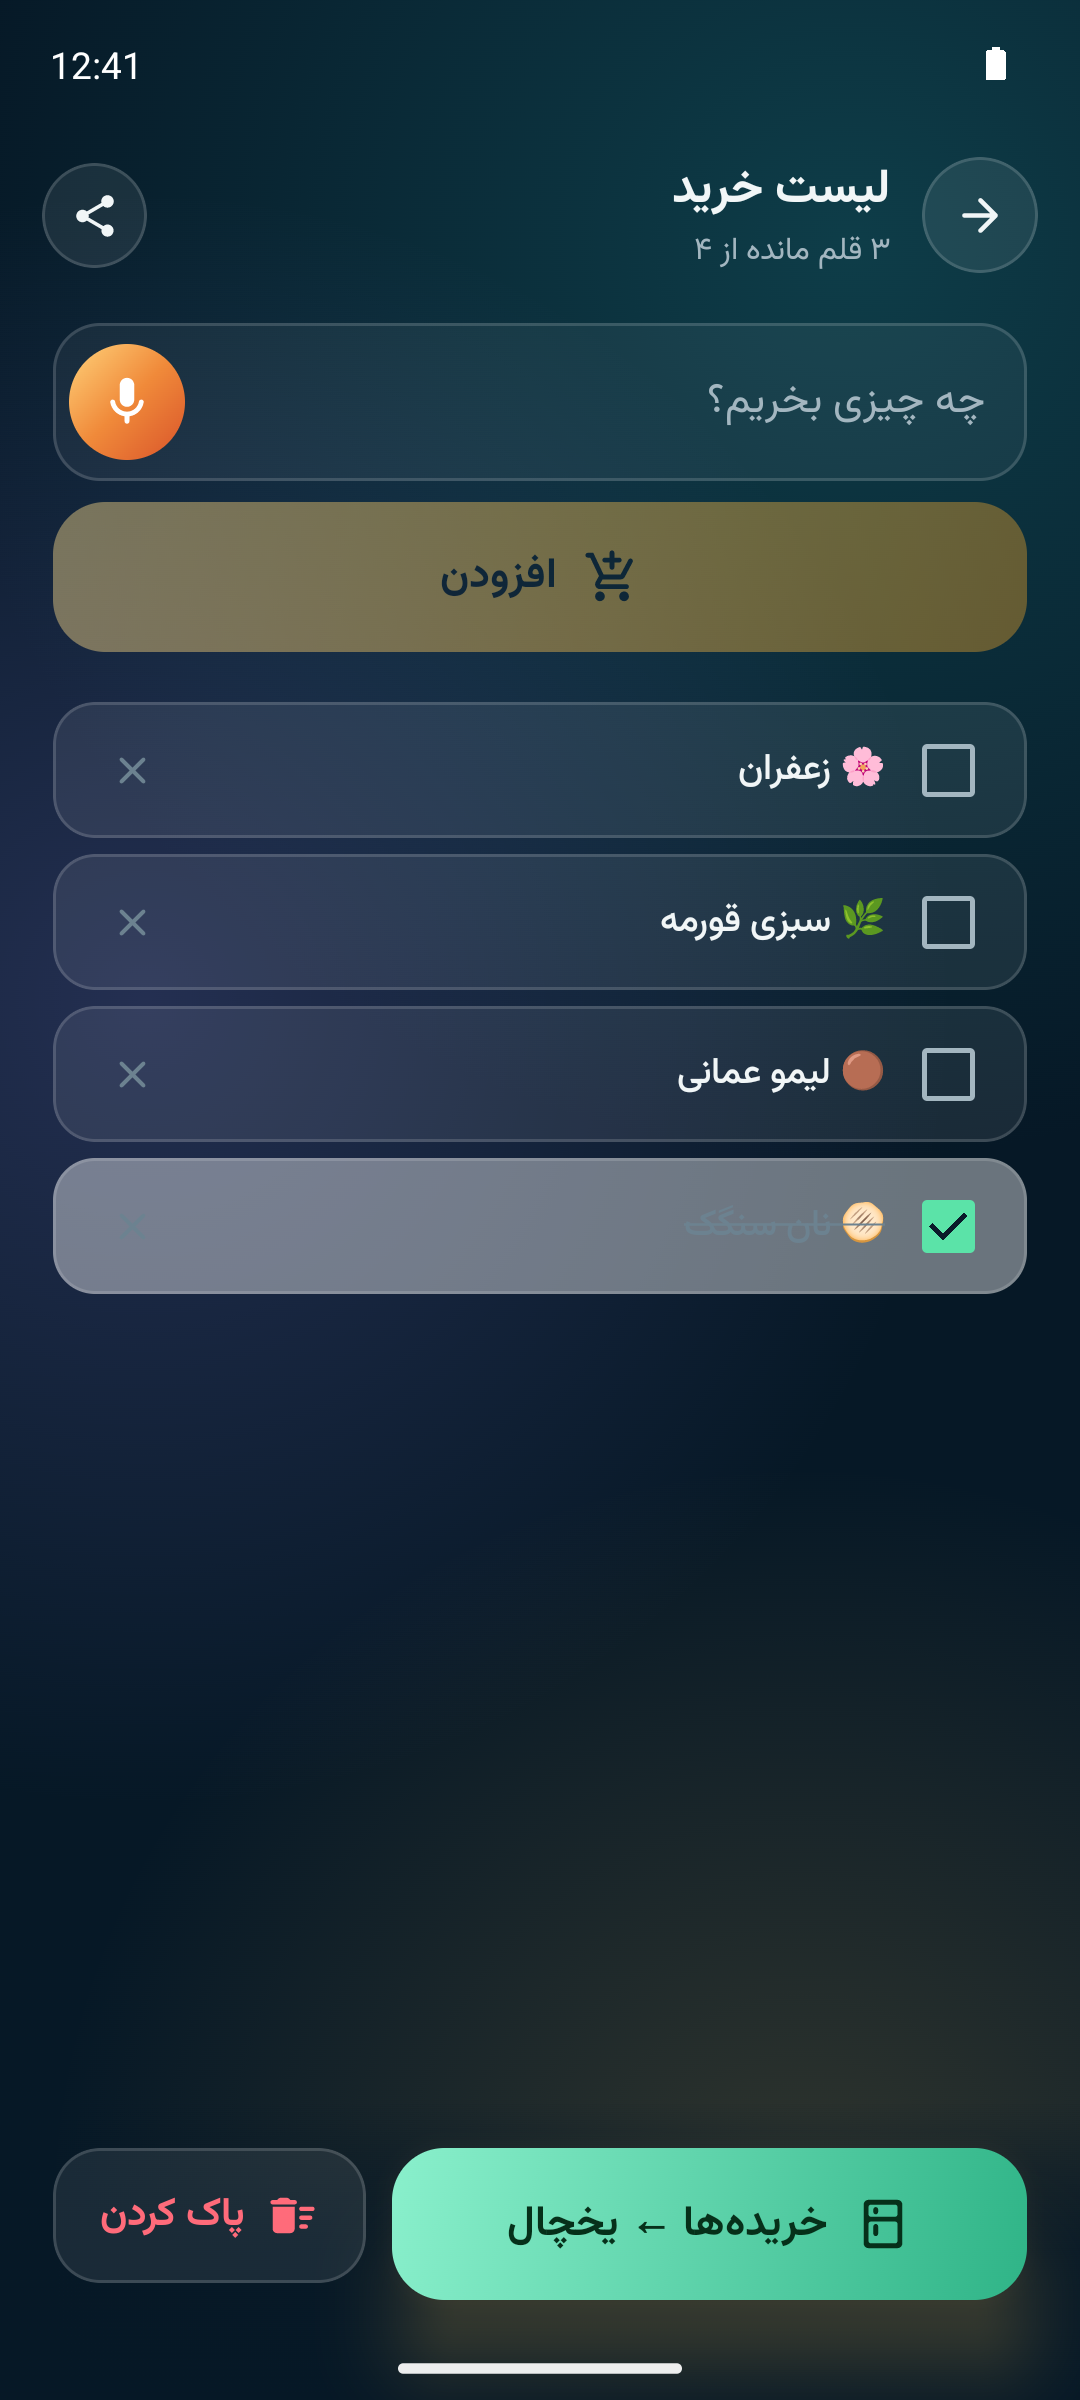 12:41
لیست خرید
۳ قلم مانده از ۴
چه چیزی بخریم؟
افزودن
زعفران
سبزی قورمه
لیمو عمانی
نان سنگک
خریده‌ها ← یخچال
پاک کردن